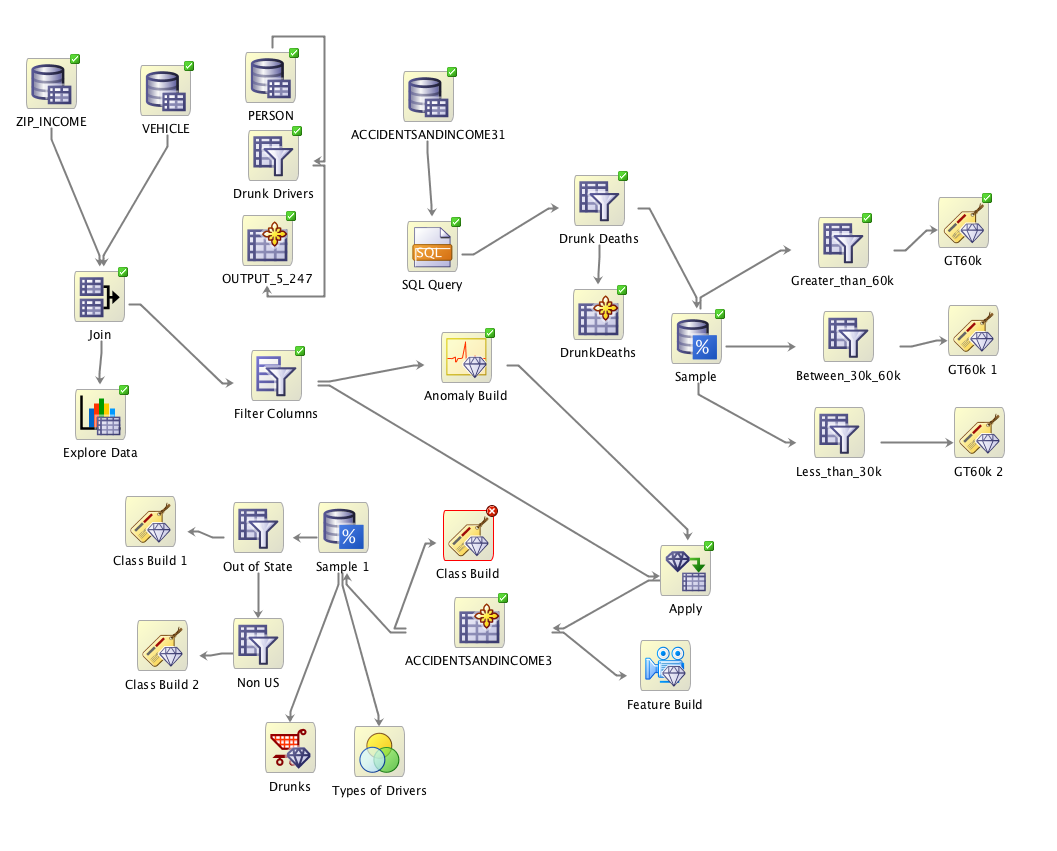 ZIP_INCOME
VEHICLE
PERSON
ACCIDENTSANDINCOME31
Drunk Drivers
OUTPUT_5_247
SQL
SQL Query
Drunk Deaths
DrunkDeaths
Greater_than_60k
GT60k
Join
%
Sample
Between_30k_60k
GT60k 1
Explore Data
Filter Columns
Anomaly Build
Less_than_30k
GT60k 2
Class Build 1
Out of State
%
Sample 1
Class Build
Apply
ACCIDENTSANDINCOME3
Class Build 2
Non US
Feature Build
Drunks
Types of Drivers